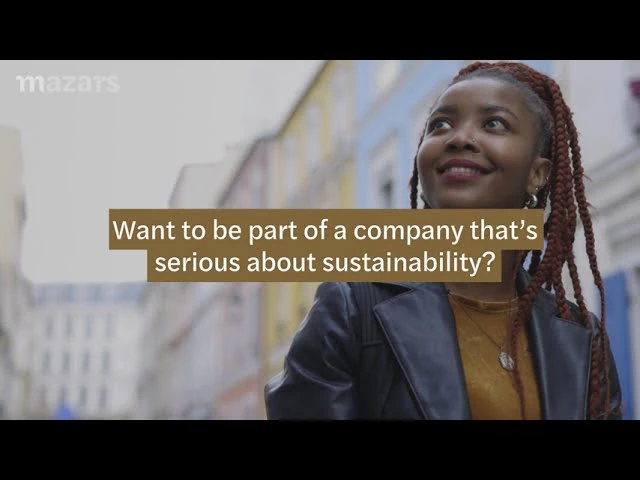 mazars
Want to be part of a company that's
serious about sustainability?